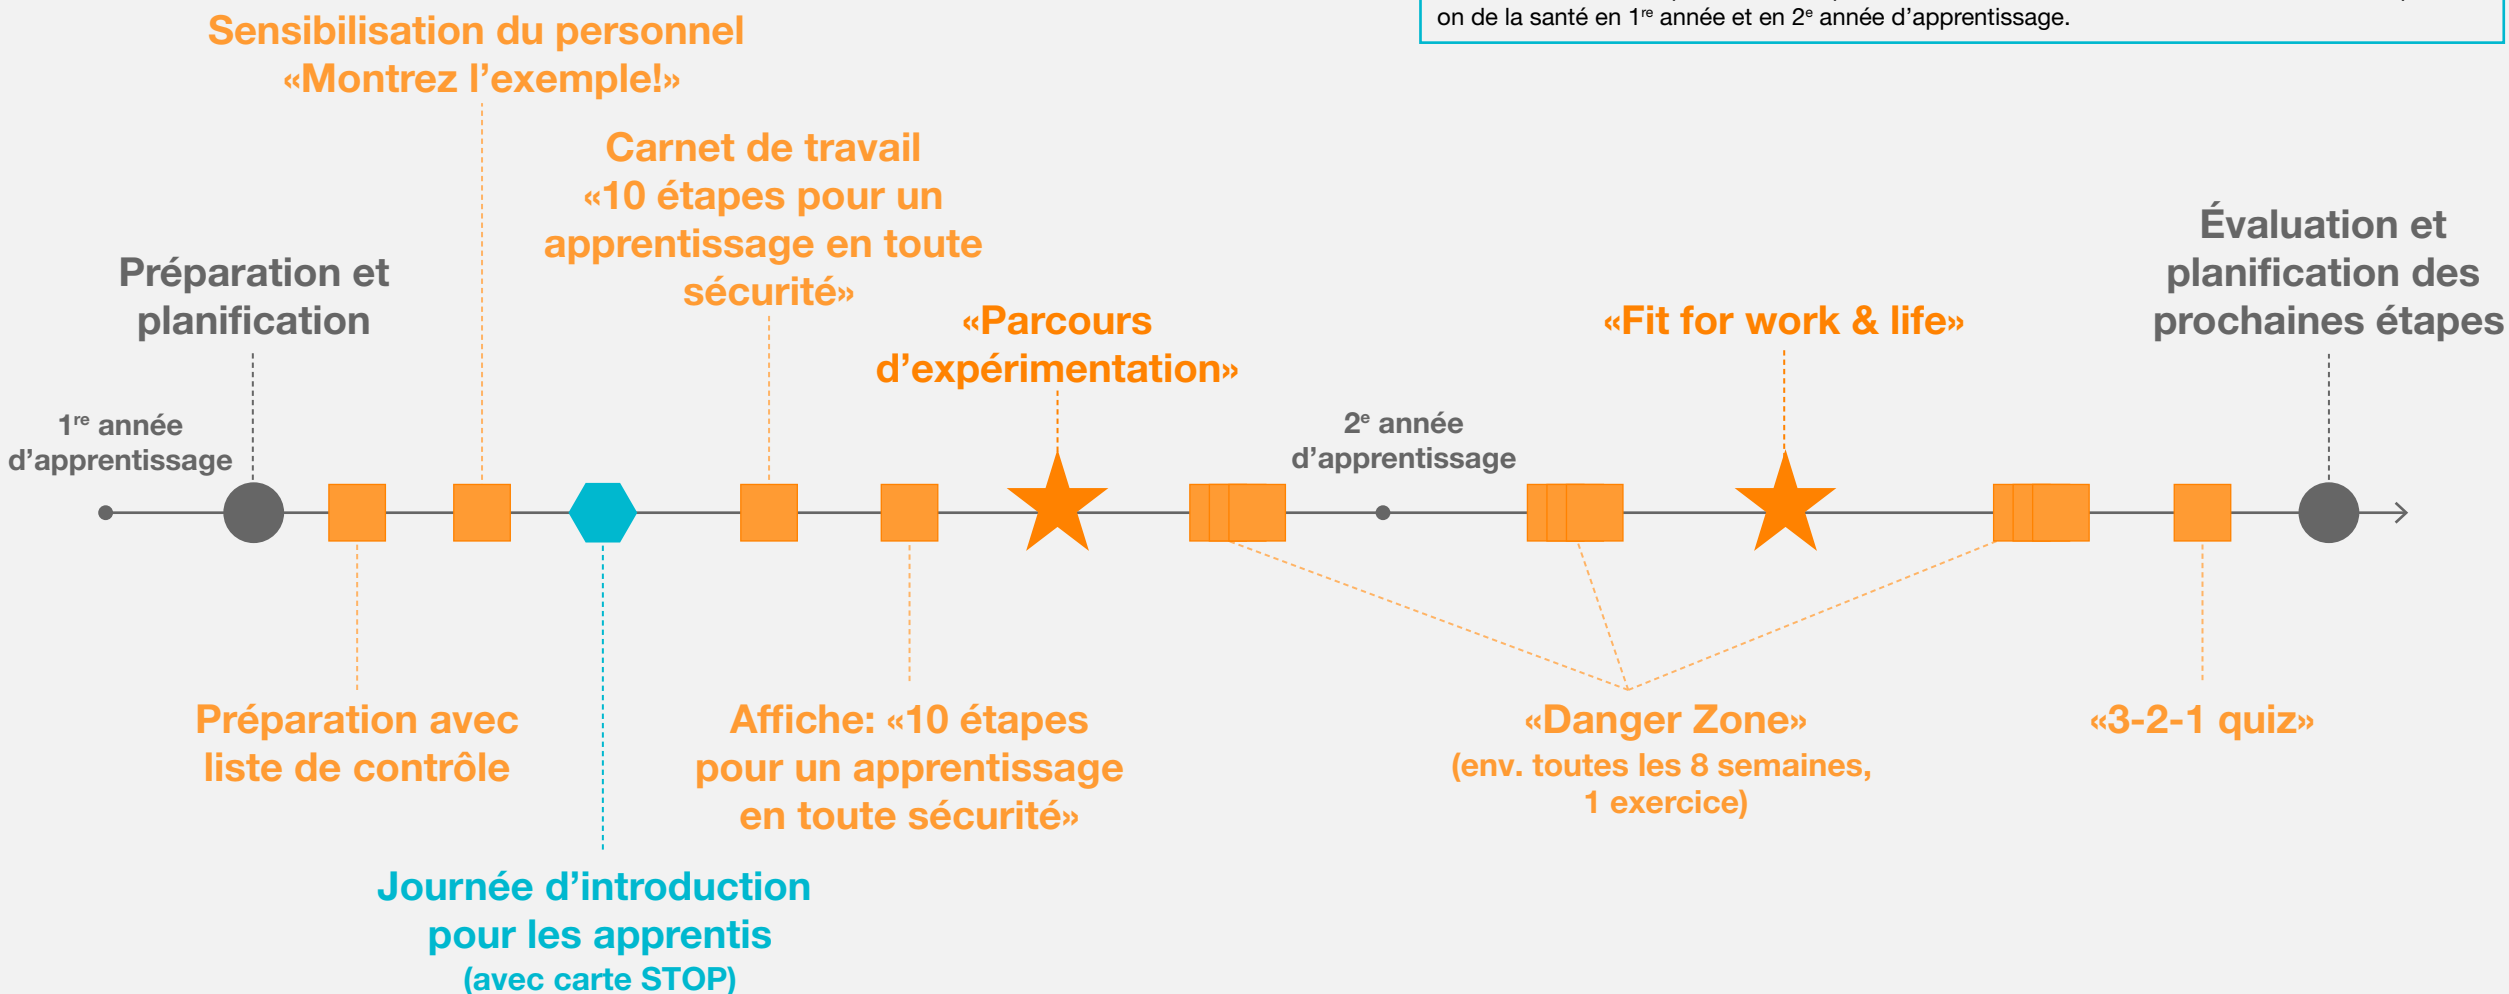 on de la santé en 1re année et en 2e année d’apprentissage.
Sensibilisation du personnel
«Montrez l’exemple!»
Carnet de travail
«10 étapes pour un
apprentissage en toute
sécurité»
Préparation et
planification
«Parcours
d’expérimentation»
«Fit for work & life»
Évaluation et
planification des
prochaines étapes
1re année
d’apprentissage
2e année
d’apprentissage
Préparation avec
liste de contrôle
Affiche: «10 étapes
pour un apprentissage
en toute sécurité»
«Danger Zone»
(env. toutes les 8 semaines,
1 exercice)
«3-2-1 quiz»
Journée d’introduction
pour les apprentis
(avec carte STOP)